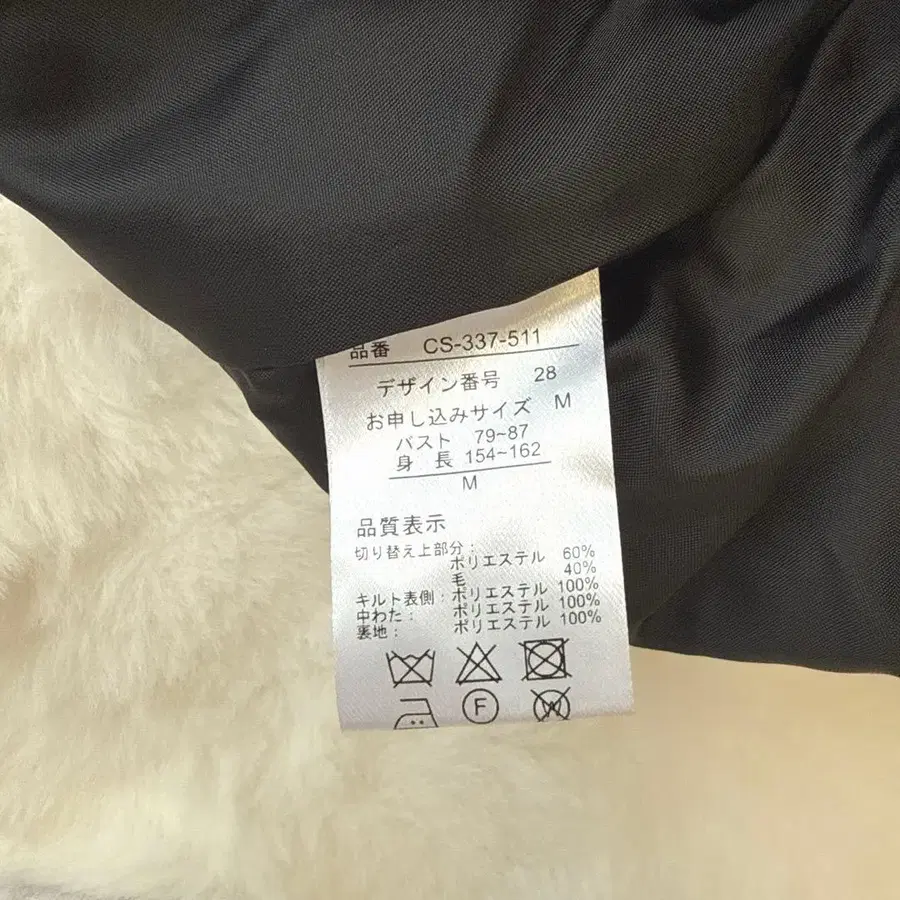 品番 CS-337-511
デザイン番号 28
お申し込みサイズ M
バスト 79~87
身 長 154~162
M
品質表示
切り替え上部分:
ポリエステル 60%
毛 40%
キルト表側: ポリエステル 100%
中わた: ポリエステル 100%
裏地: ポリエステル 100%
F W